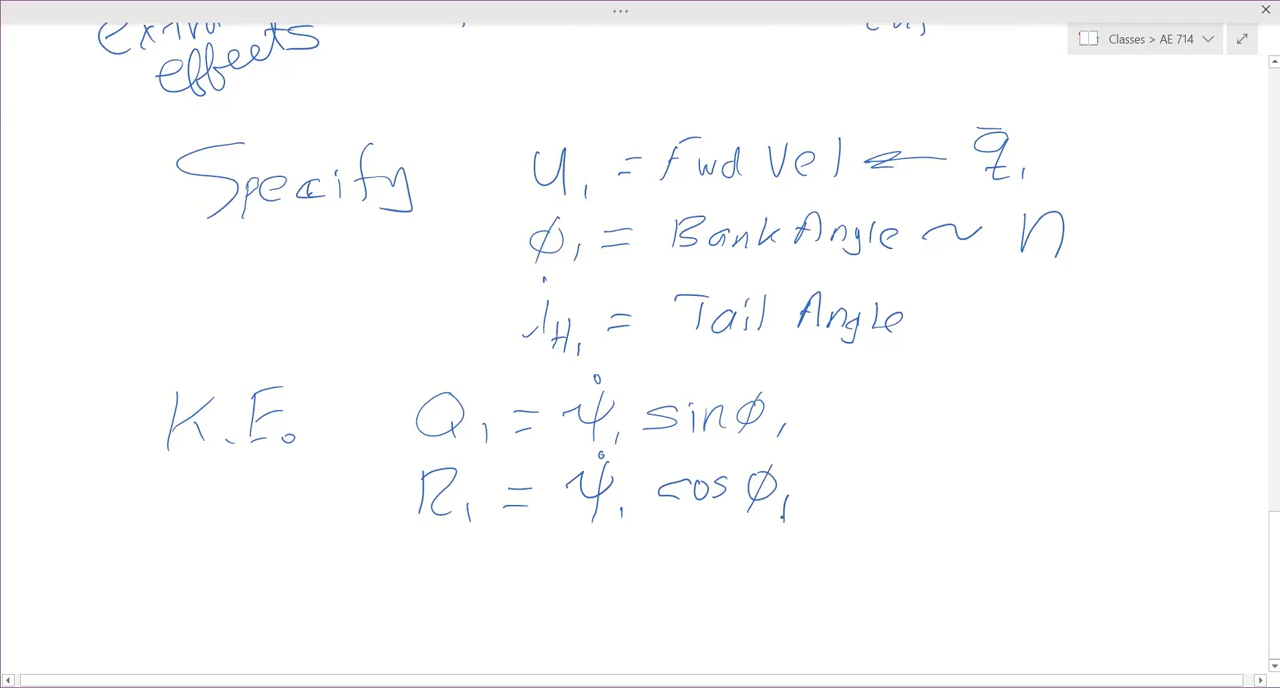 Classes > AE 714
effects
Specify U₁ = Fwd Vel ← q̄₁
ϕ₁ = Bank Angle ~ n
i_H₁ = Tail Angle
K.E. Q₁ = ψ̇₁ sinϕ₁
R₁ = ψ̇₁ cosϕ₁